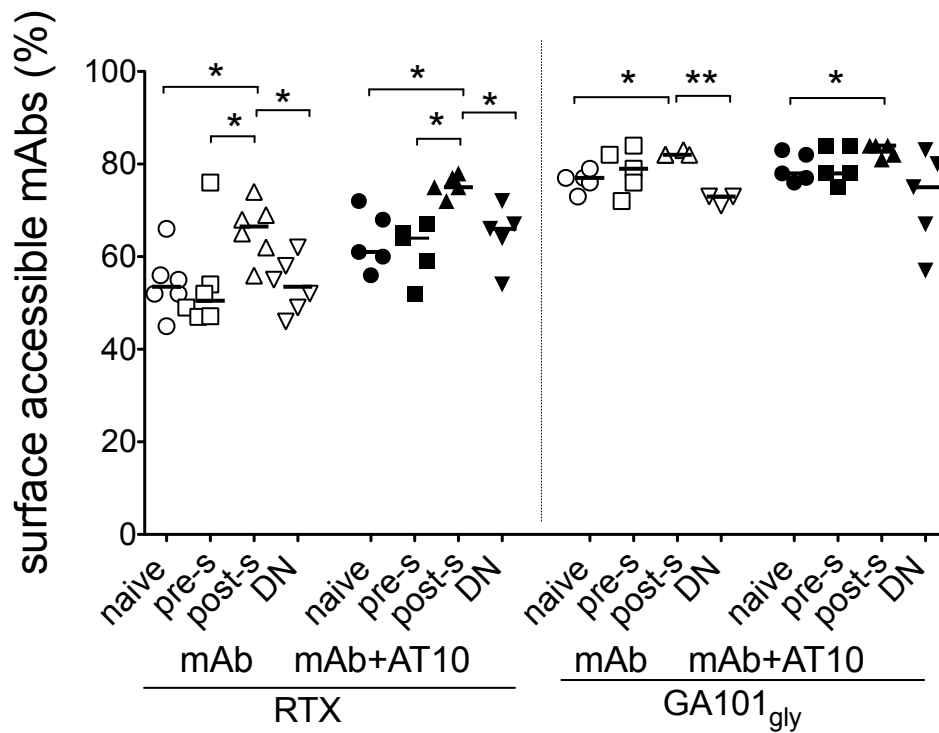 surface accessible mAbs (%)
100
80
60
40
20
0
* * * * * * * ** *
naive pre-s post-s DN naive pre-s post-s DN naive pre-s post-s DN naive pre-s post-s DN
mAb mAb+AT10 mAb mAb+AT10
RTX GA101gly